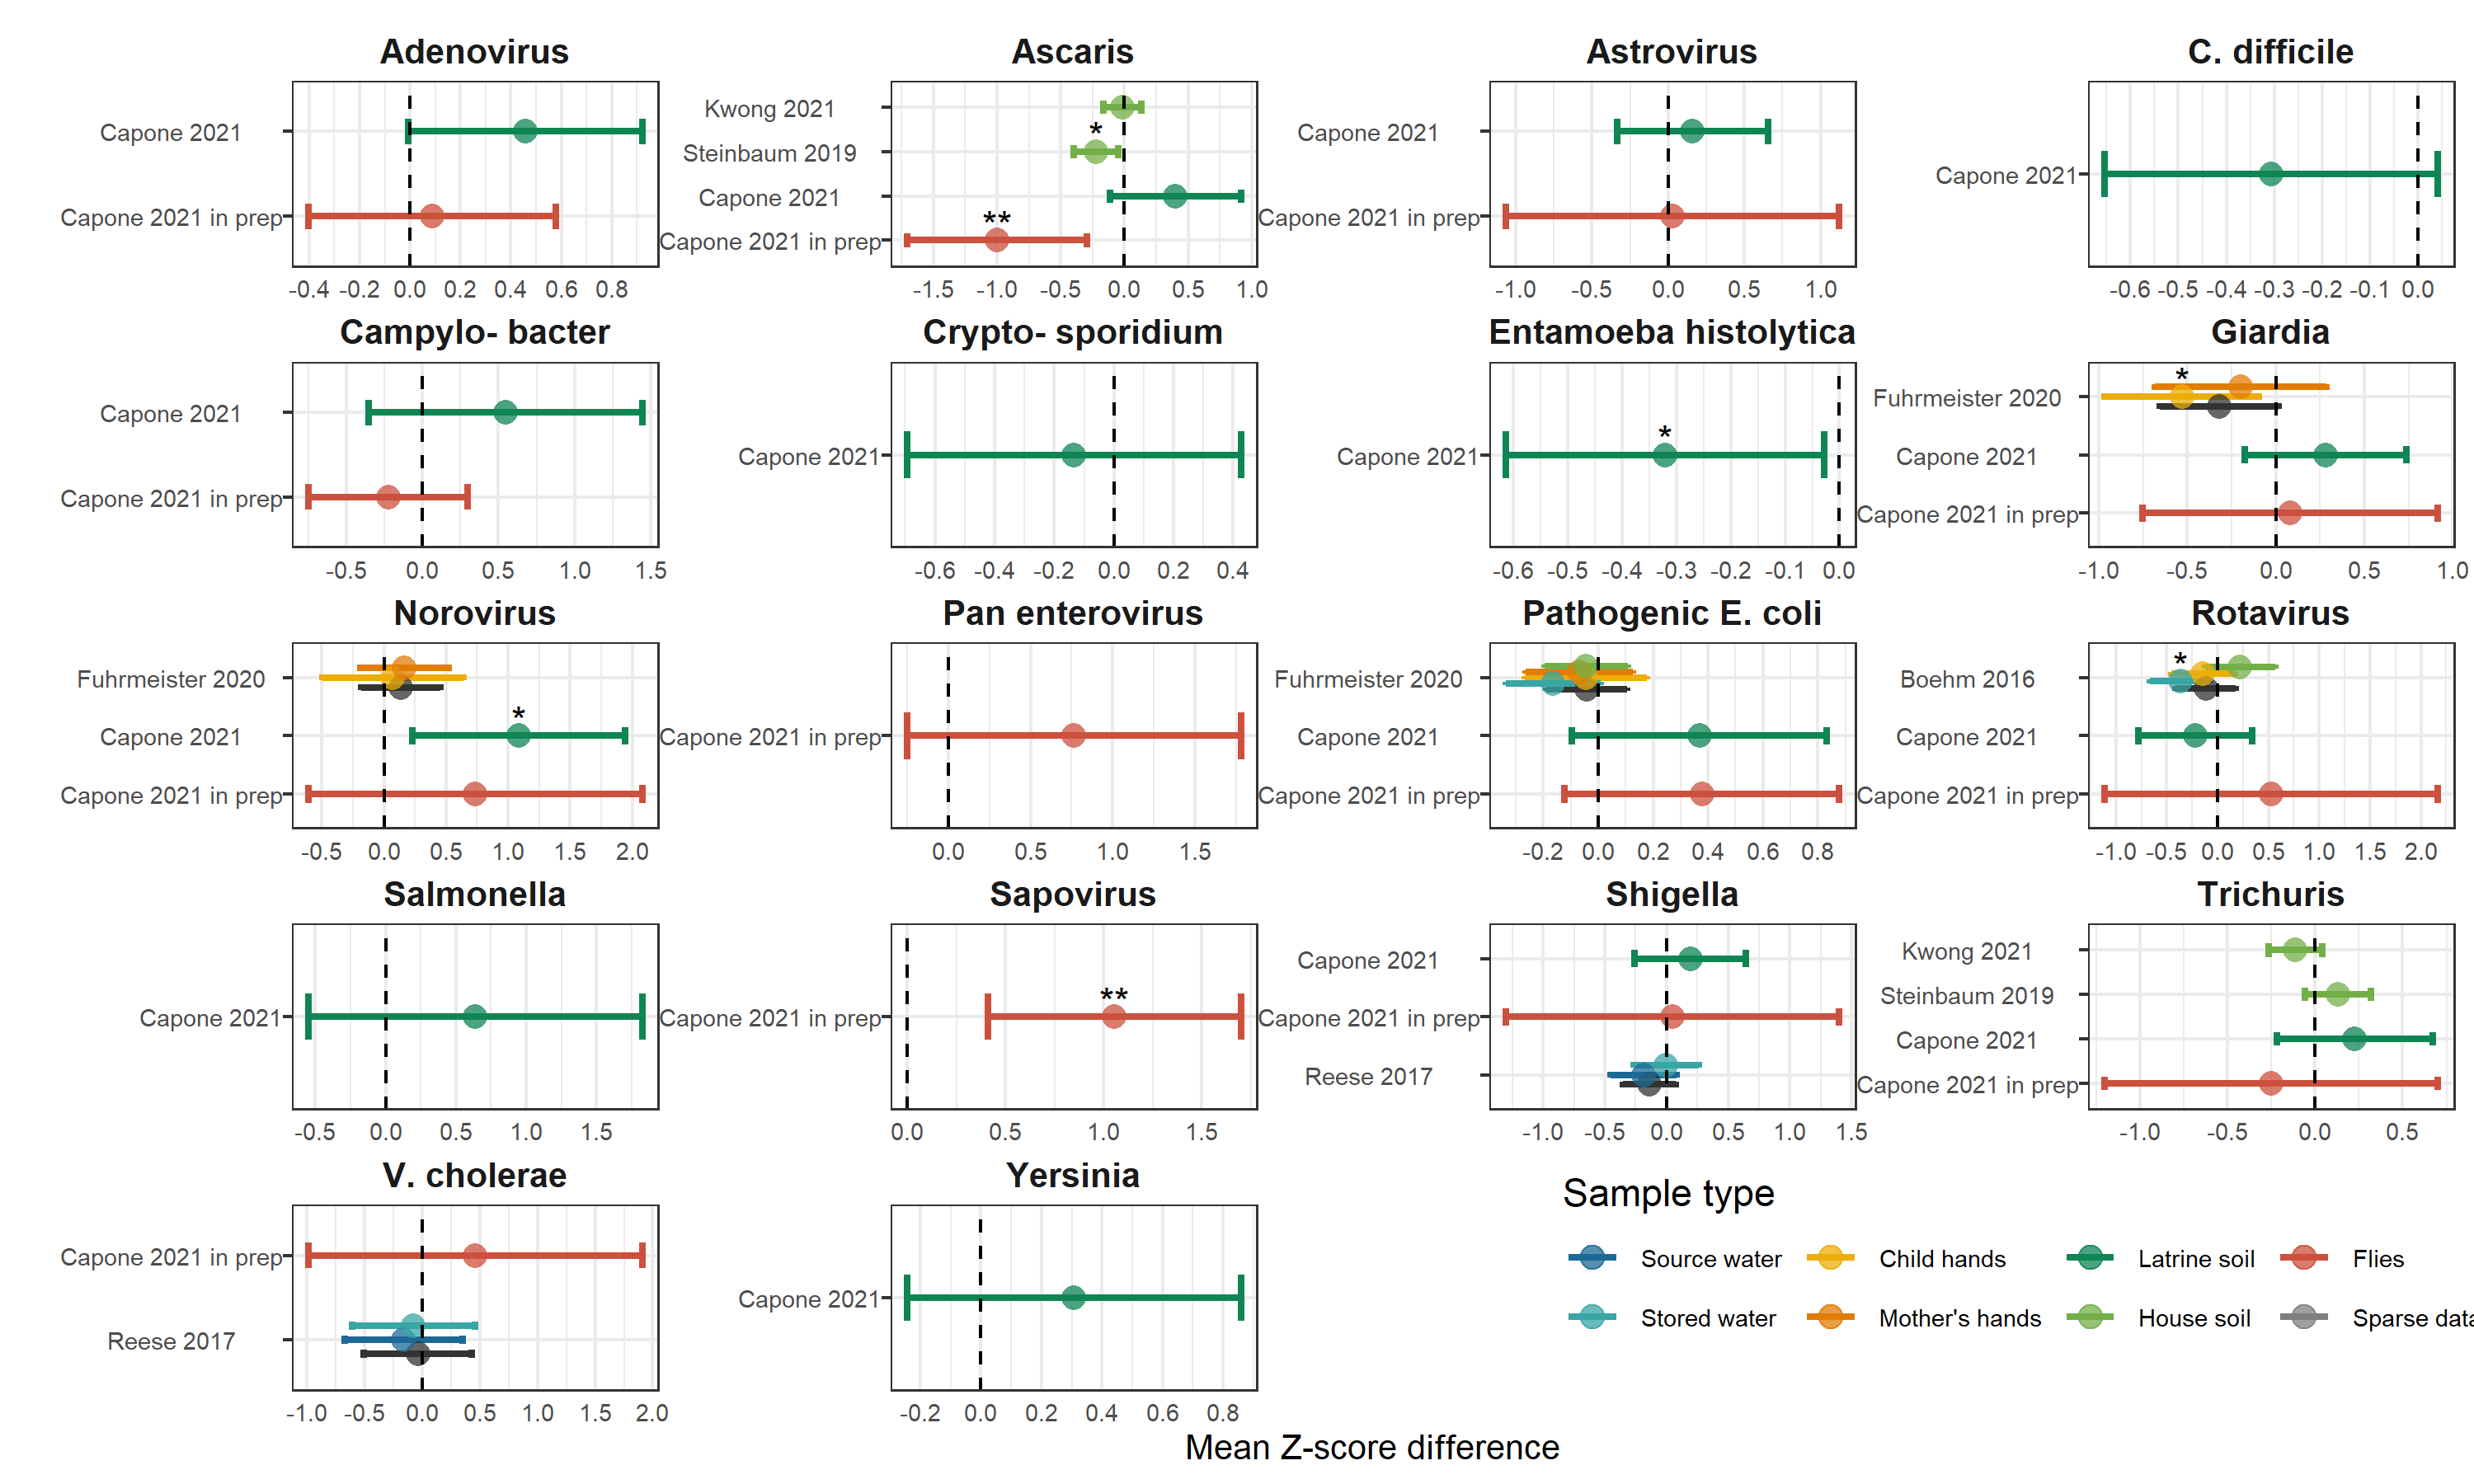 Adenovirus
Capone 2021
Capone 2021 in prep
-0.4 -0.2 0.0 0.2 0.4 0.6 0.8
Ascaris
Kwong 2021
*
Steinbaum 2019
Capone 2021
**
Capone 2021 in prep
-1.5 -1.0 -0.5 0.0 0.5 1.0
Astrovirus
Capone 2021
Capone 2021 in prep
-1.0 -0.5 0.0 0.5 1.0
C. difficile
Capone 2021
-0.6 -0.5 -0.4 -0.3 -0.2 -0.1 0.0
Campylo- bacter
Capone 2021
Capone 2021 in prep
-0.5 0.0 0.5 1.0 1.5
Crypto- sporidium
Capone 2021
-0.6 -0.4 -0.2 0.0 0.2 0.4
Entamoeba histolytica
*
Capone 2021
-0.6 -0.5 -0.4 -0.3 -0.2 -0.1 0.0
Giardia
*
Fuhrmeister 2020
Capone 2021
Capone 2021 in prep
-1.0 -0.5 0.0 0.5 1.0
Norovirus
Fuhrmeister 2020
*
Capone 2021
Capone 2021 in prep
-0.5 0.0 0.5 1.0 1.5 2.0
Pan enterovirus
Capone 2021 in prep
0.0 0.5 1.0 1.5
Pathogenic E. coli
Fuhrmeister 2020
Capone 2021
Capone 2021 in prep
-0.2 0.0 0.2 0.4 0.6 0.8
Rotavirus
*
Boehm 2016
Capone 2021
Capone 2021 in prep
-1.0 -0.5 0.0 0.5 1.0 1.5 2.0
Salmonella
Capone 2021
-0.5 0.0 0.5 1.0 1.5
Sapovirus
**
Capone 2021 in prep
0.0 0.5 1.0 1.5
Shigella
Capone 2021
Capone 2021 in prep
Reese 2017
-1.0 -0.5 0.0 0.5 1.0 1.5
Trichuris
Kwong 2021
Steinbaum 2019
Capone 2021
Capone 2021 in prep
-1.0 -0.5 0.0 0.5
V. cholerae
Capone 2021 in prep
Reese 2017
-1.0 -0.5 0.0 0.5 1.0 1.5 2.0
Yersinia
Capone 2021
-0.2 0.0 0.2 0.4 0.6 0.8
Sample type
Source water Child hands Latrine soil Flies
Stored water Mother's hands House soil Sparse data
Mean Z-score difference